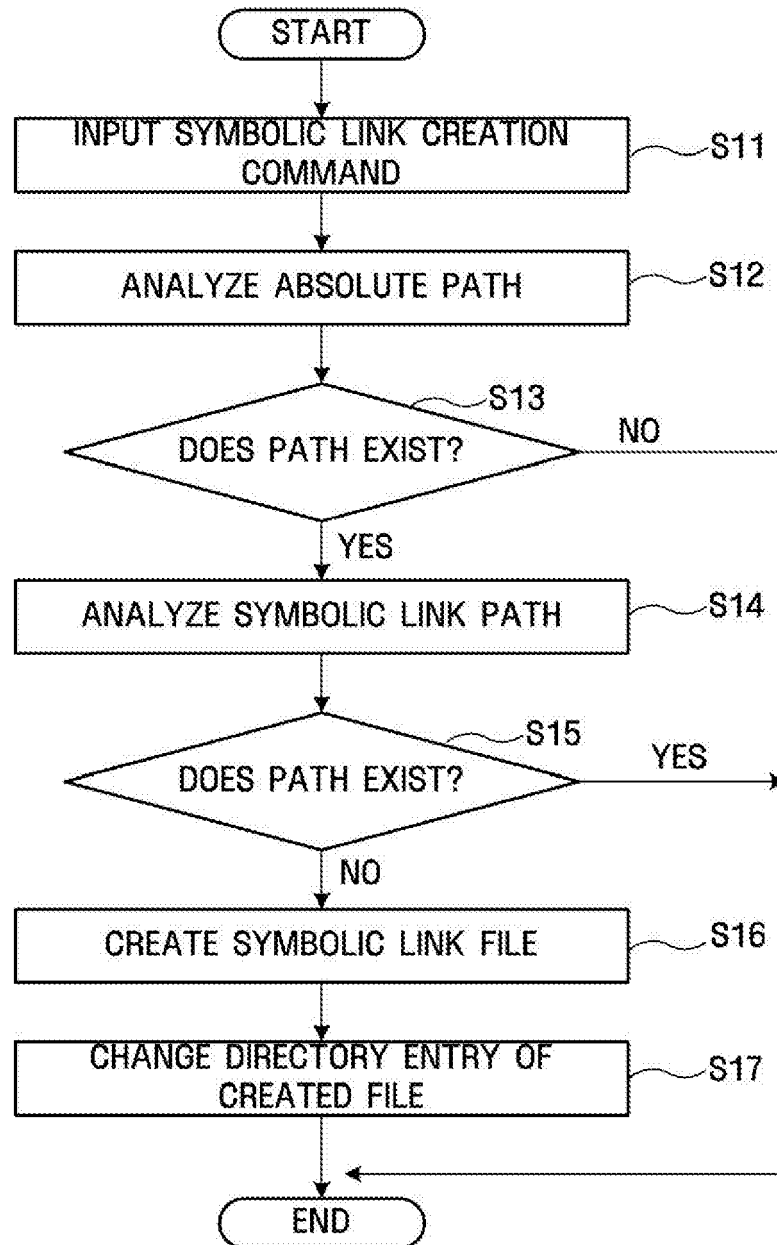 START
INPUT SYMBOLIC LINK CREATION
COMMAND
S11
ANALYZE ABSOLUTE PATH
S12
S13
DOES PATH EXIST?
NO
YES
ANALYZE SYMBOLIC LINK PATH
S14
S15
DOES PATH EXIST?
YES
NO
CREATE SYMBOLIC LINK FILE
S16
CHANGE DIRECTORY ENTRY OF
CREATED FILE
S17
END